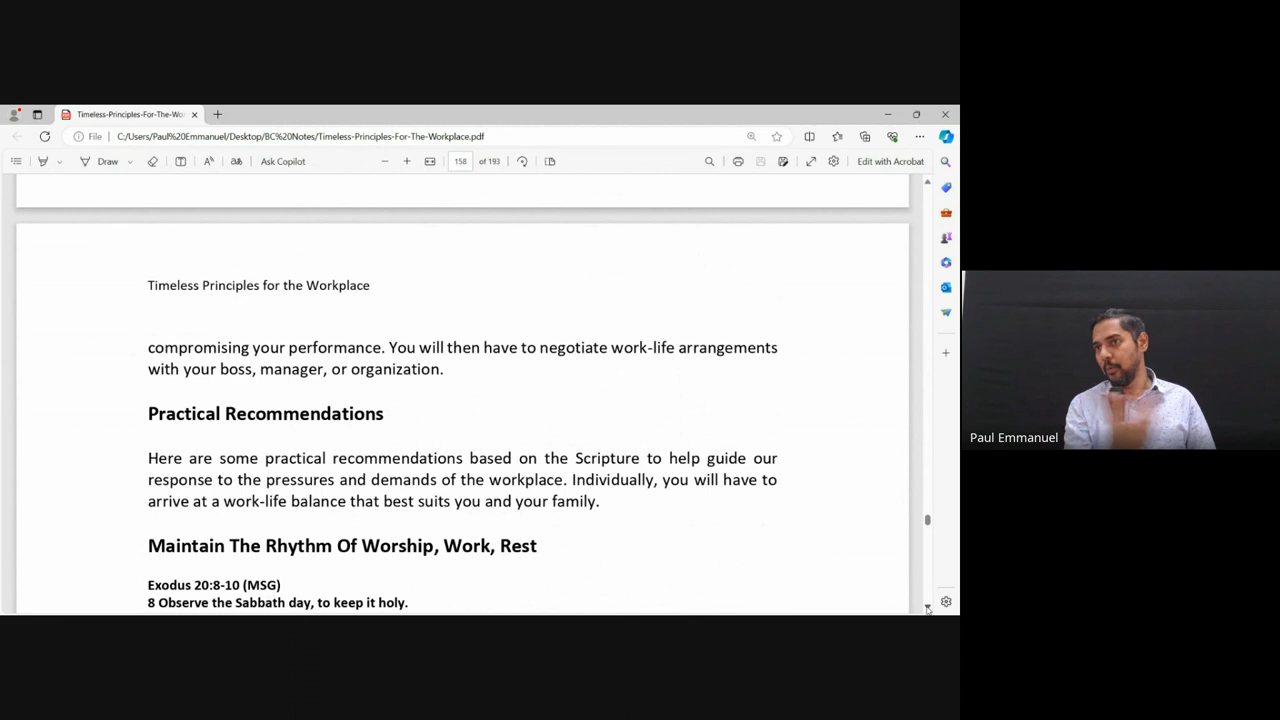 Timeless-Principles-For-The-Wo
File C:/Users/Paul%20Emmanuel/Desktop/BC%20Notes/Timeless-Principles-For-The-Workplace.pdf
Draw Ask Copilot 158 of 193 Edit with Acrobat
Timeless Principles for the Workplace
compromising your performance. You will then have to negotiate work-life arrangements
with your boss, manager, or organization.
Practical Recommendations
Here are some practical recommendations based on the Scripture to help guide our
response to the pressures and demands of the workplace. Individually, you will have to
arrive at a work-life balance that best suits you and your family.
Maintain The Rhythm Of Worship, Work, Rest
Exodus 20:8-10 (MSG)
8 Observe the Sabbath day, to keep it holy.
Paul Emmanuel